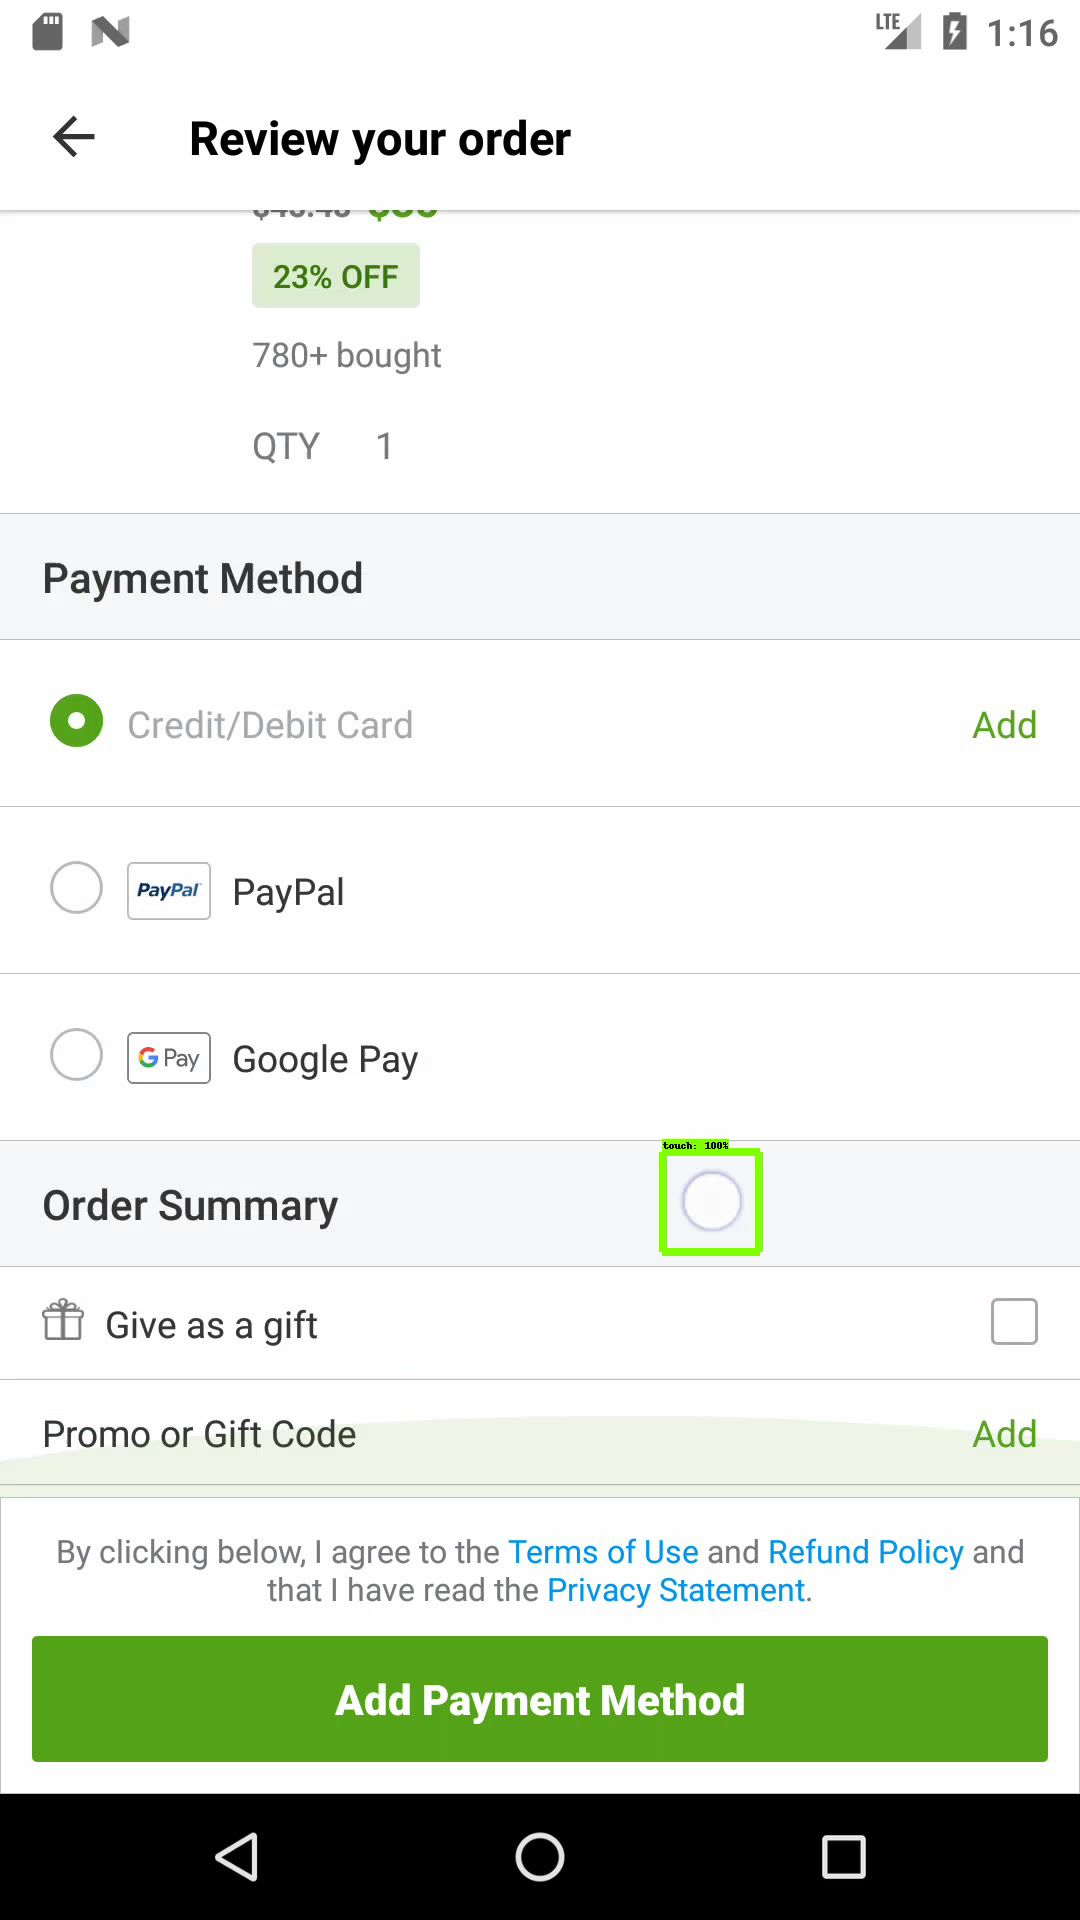 LTE 1:16
Review your order
23% OFF
780+ bought
QTY 1
Payment Method
Credit/Debit Card Add
PayPal PayPal
G Pay Google Pay
touch: 100%
Order Summary
Give as a gift
Promo or Gift Code Add
By clicking below, I agree to the Terms of Use and Refund Policy and
that I have read the Privacy Statement.
Add Payment Method